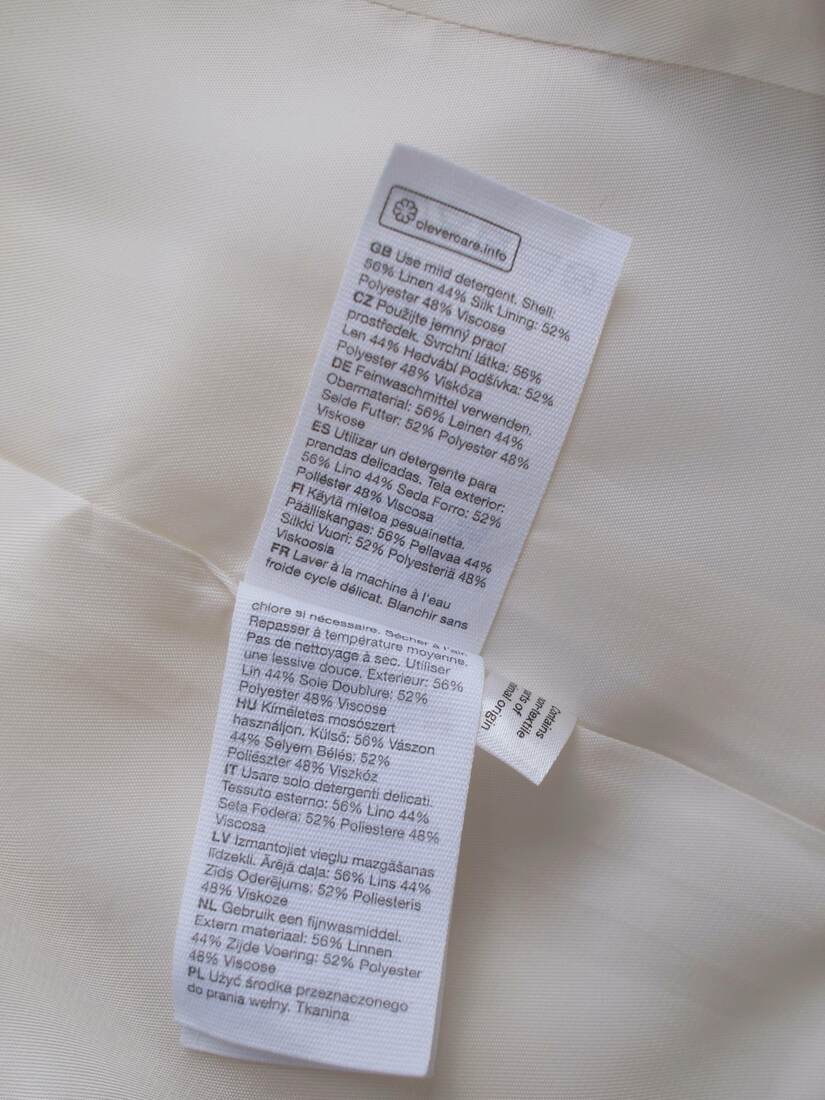 clevercare.info
GB Use mild detergent. Shell:
56% Linen 44% Silk Lining: 52%
Polyester 48% Viscose
CZ Použijte jemný prací
prostředek. Svrchní látka: 56%
Len 44% Hedvábí Podšívka: 52%
Polyester 48% Viskóza
DE Feinwaschmittel verwenden.
Obermaterial: 56% Leinen 44%
Seide Futter: 52% Polyester 48%
Viskose
ES Utilizar un detergente para
prendas delicadas. Tela exterior:
56% Lino 44% Seda Forro: 52%
Poliéster 48% Viscosa
FI Käytä mietoa pesuainetta.
Päälliskangas: 56% Pellavaa 44%
Silkki Vuori: 52% Polyesteriä 48%
Viskoosia
FR Laver à la machine à l'eau
froide cycle délicat. Blanchir sans
chlore si nécessaire. Sécher à l'air.
Repasser à température moyenne.
Pas de nettoyage à sec. Utiliser
une lessive douce. Exterieur: 56%
Lin 44% Soie Doublure: 52%
Polyester 48% Viscose
HU Kíméletes mosószert
használjon. Külső: 56% Vászon
44% Selyem Bélés: 52%
Poliészter 48% Viszkóz
IT Usare solo detergenti delicati.
Tessuto esterno: 56% Lino 44%
Seta Fodera: 52% Poliestere 48%
Viscosa
LV Izmantojiet vieglu mazgāšanas
līdzekli. Ārējā daļa: 56% Lins 44%
Zīds Oderējums: 52% Poliesteris
48% Viskoze
NL Gebruik een fijnwasmiddel.
Extern materiaal: 56% Linnen
44% Zijde Voering: 52% Polyester
48% Viscose
PL Użyć środka przeznaczonego
do prania wełny. Tkanina
Contains
non-textile
parts of
origin